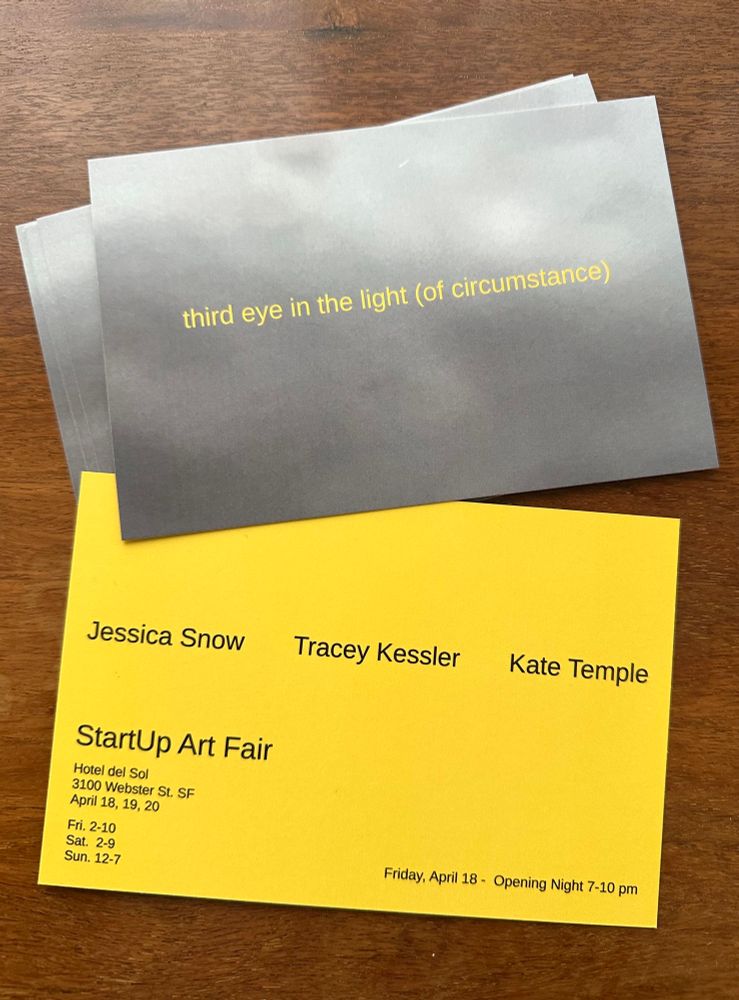 third eye in the light (of circumstance)
Jessica Snow Tracey Kessler Kate Temple
StartUp Art Fair
Hotel del Sol
3100 Webster St. SF
April 18, 19, 20
Fri. 2-10
Sat. 2-9
Sun. 12-7
Friday, April 18 - Opening Night 7-10 pm